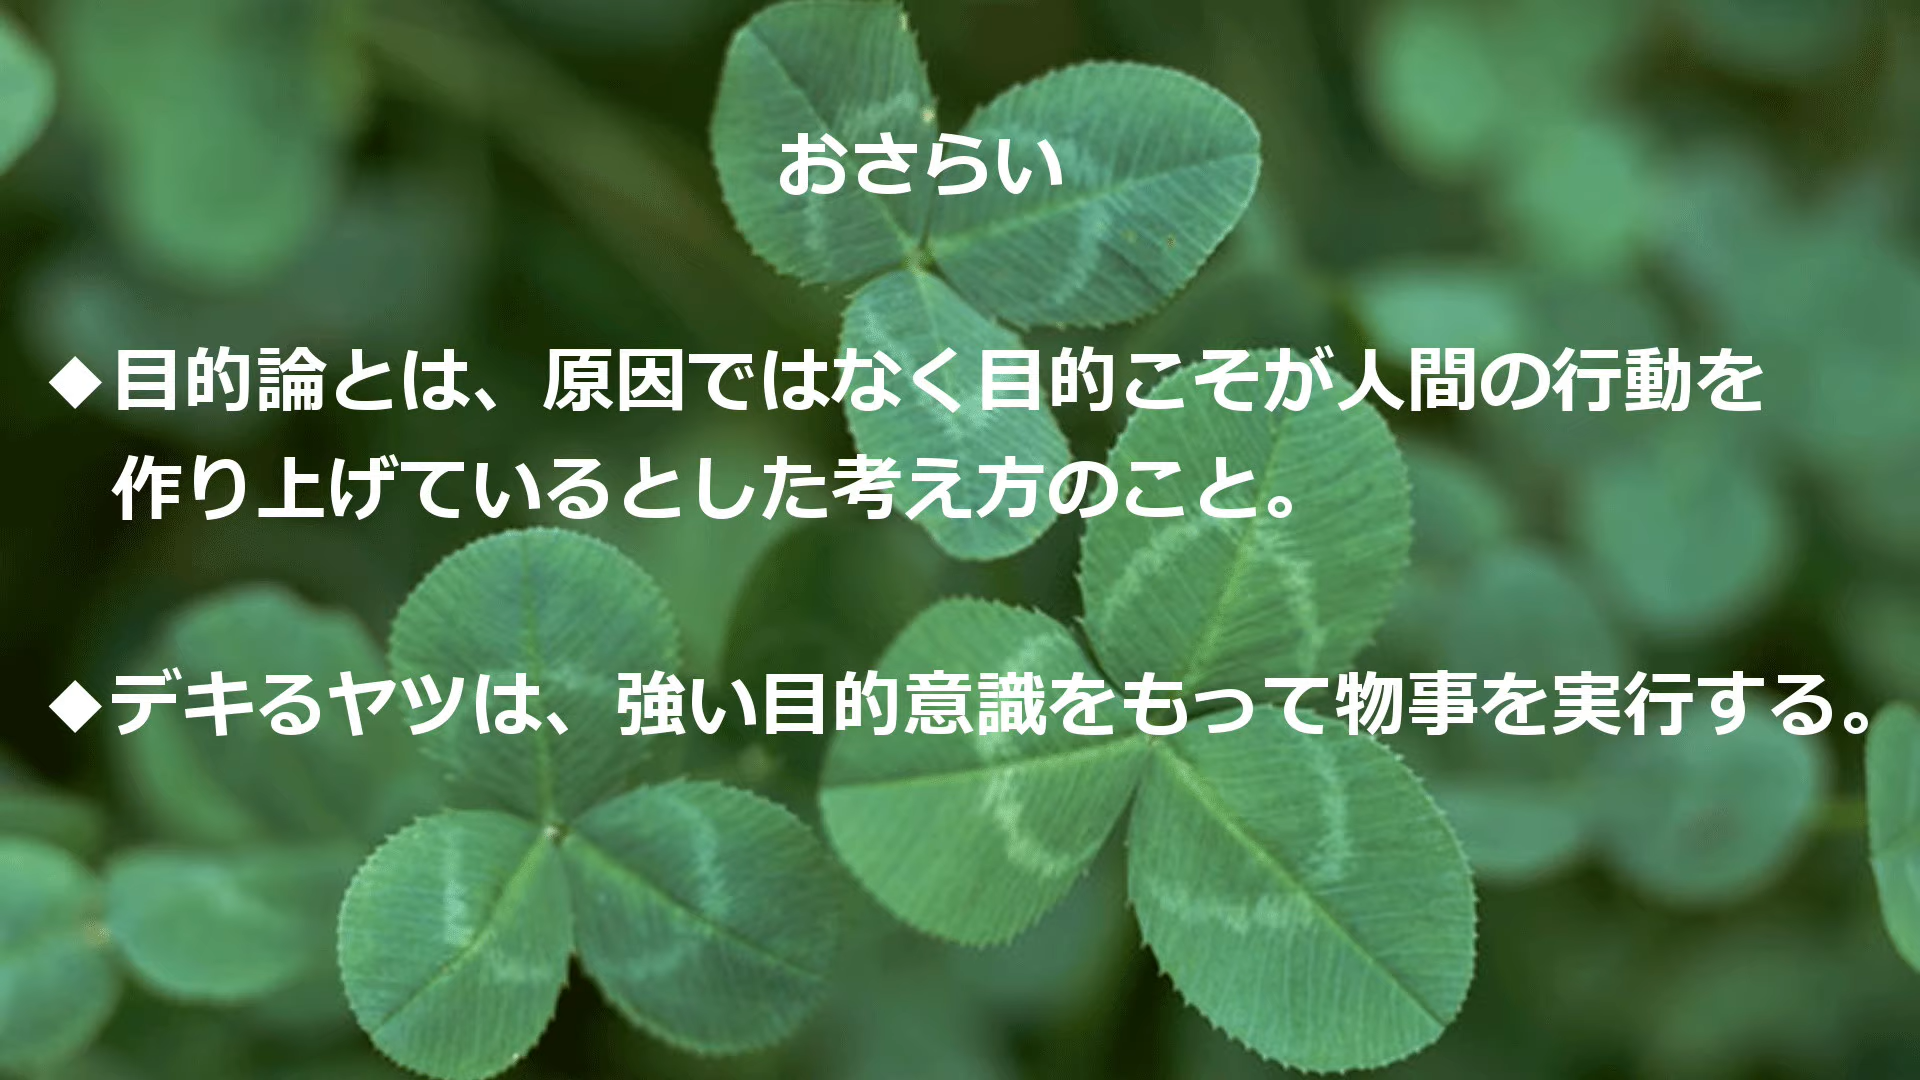 おさらい
◆目的論とは、原因ではなく目的こそが人間の行動を
作り上げているとした考え方のこと。
◆デキるヤツは、強い目的意識をもって物事を実行する。